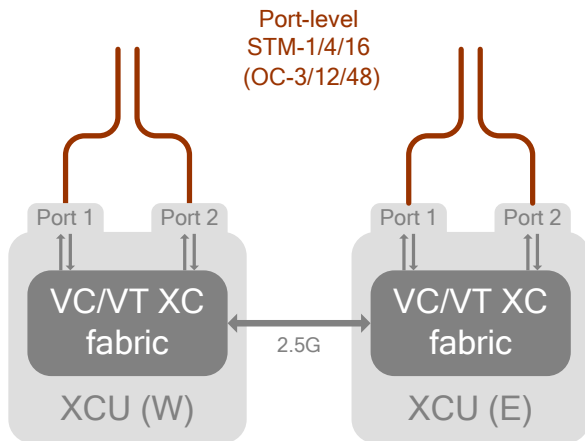 Port-level
STM-1/4/16
(OC-3/12/48)
Port 1
Port 2
Port 1
Port 2
VC/VT XC
fabric
2.5G
VC/VT XC
fabric
XCU (W)
XCU (E)